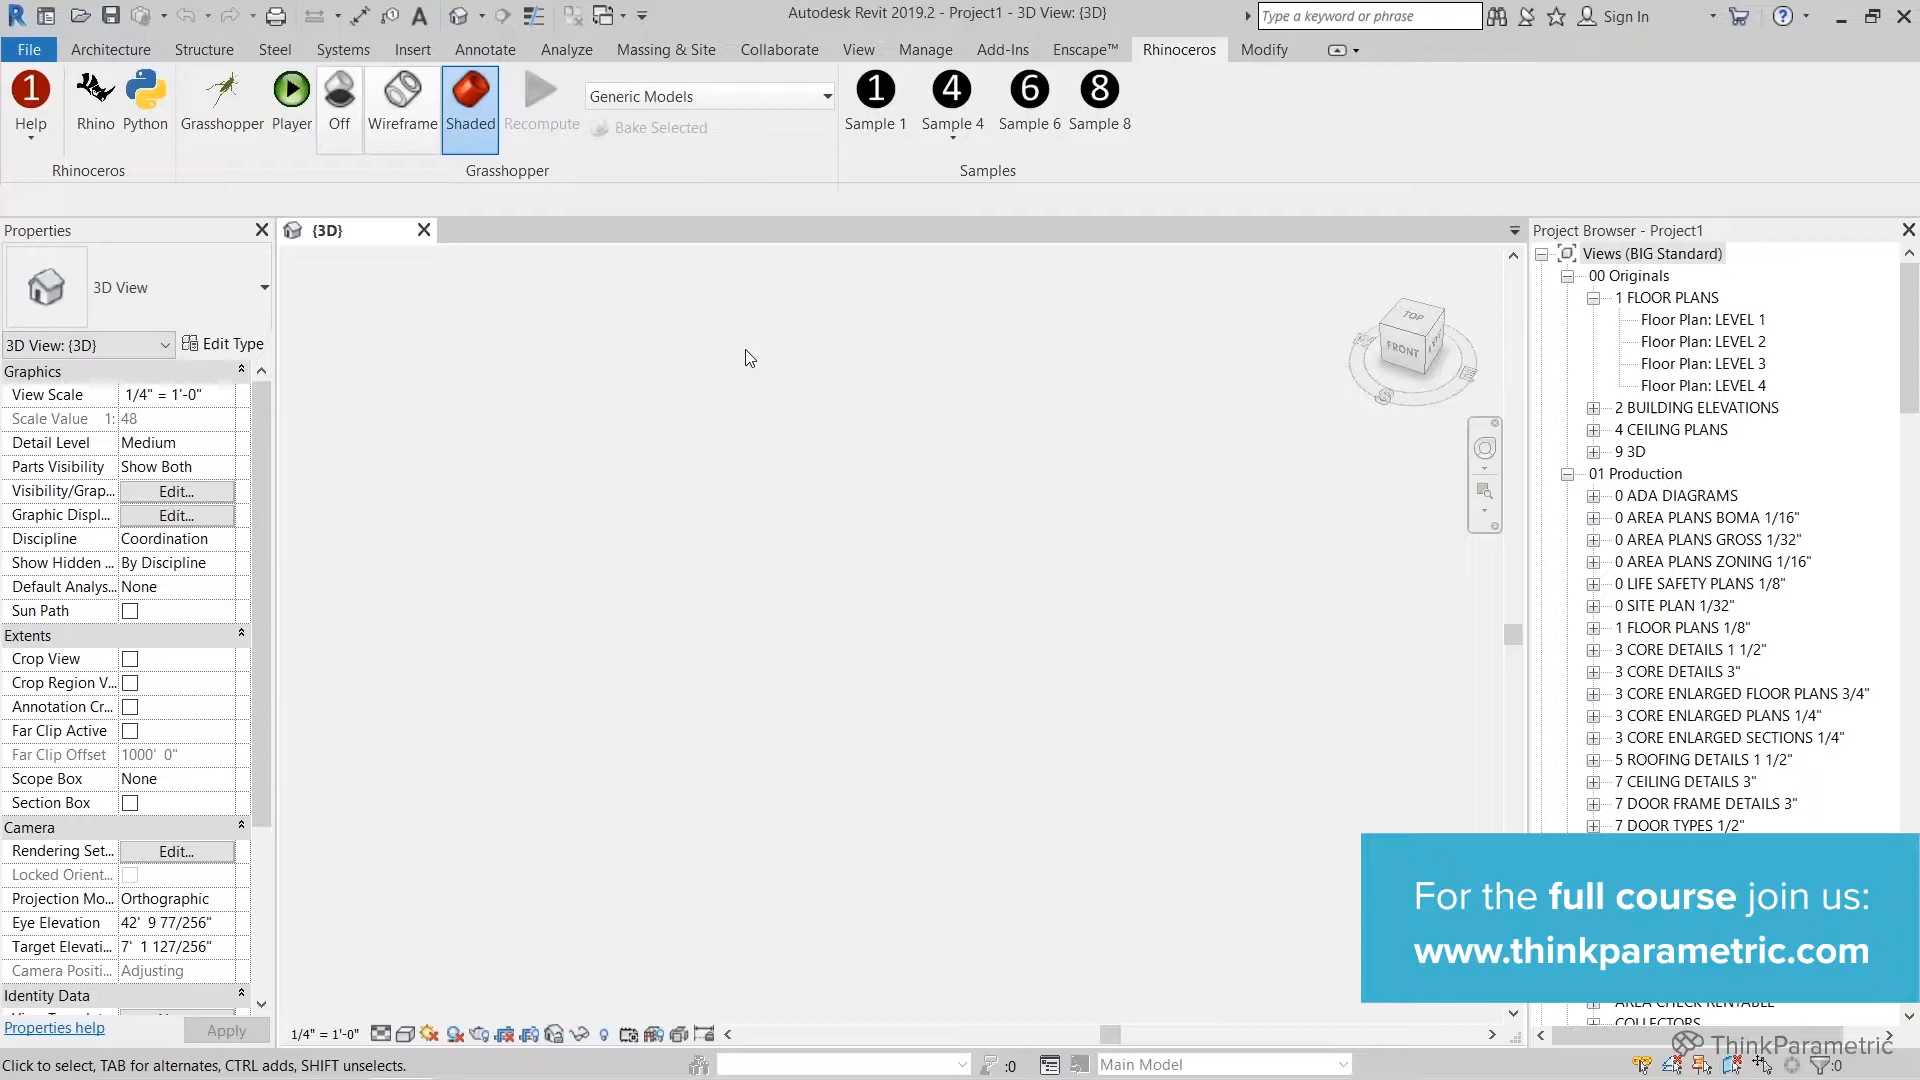 Autodesk Revit 2019.2 - Project1 - 3D View: {3D}
Type a keyword or phrase
Sign In
File
Architecture
Structure
Steel
Systems
Insert
Annotate
Analyze
Massing & Site
Collaborate
View
Manage
Add-Ins
Enscape™
Rhinoceros
Modify
1
Help
Rhino
Python
Grasshopper
Player
Off
Wireframe
Shaded
Recompute
Generic Models
Bake Selected
1
Sample 1
4
Sample 4
6
Sample 6
8
Sample 8
Rhinoceros
Grasshopper
Samples
Properties
3D View
3D View: {3D}
Edit Type
Graphics
View Scale 1/4" = 1'-0"
Scale Value 1: 48
Detail Level Medium
Parts Visibility Show Both
Visibility/Grap... Edit...
Graphic Displ... Edit...
Discipline Coordination
Show Hidden ... By Discipline
Default Analys... None
Sun Path
Extents
Crop View
Crop Region V...
Annotation Cr...
Far Clip Active
Far Clip Offset 1000' 0"
Scope Box None
Section Box
Camera
Rendering Set... Edit...
Locked Orient...
Projection Mo... Orthographic
Eye Elevation 42' 9 77/256"
Target Elevati... 7' 1 127/256"
Camera Positi... Adjusting
Identity Data
Properties help
Apply
{3D}
TOP
FRONT
S
1/4" = 1'-0"
Project Browser - Project1
Views (BIG Standard)
00 Originals
1 FLOOR PLANS
Floor Plan: LEVEL 1
Floor Plan: LEVEL 2
Floor Plan: LEVEL 3
Floor Plan: LEVEL 4
2 BUILDING ELEVATIONS
4 CEILING PLANS
9 3D
01 Production
0 ADA DIAGRAMS
0 AREA PLANS BOMA 1/16"
0 AREA PLANS GROSS 1/32"
0 AREA PLANS ZONING 1/16"
0 LIFE SAFETY PLANS 1/8"
0 SITE PLAN 1/32"
1 FLOOR PLANS 1/8"
3 CORE DETAILS 1 1/2"
3 CORE DETAILS 3"
3 CORE ENLARGED FLOOR PLANS 3/4"
3 CORE ENLARGED PLANS 1/4"
3 CORE ENLARGED SECTIONS 1/4"
5 ROOFING DETAILS 1 1/2"
7 CEILING DETAILS 3"
7 DOOR FRAME DETAILS 3"
7 DOOR TYPES 1/2"
For the full course join us:
www.thinkparametric.com
AREA CHECK RENTABLE
COLLECTORS
ThinkParametric
Click to select, TAB for alternates, CTRL adds, SHIFT unselects.
:0
Main Model
:0